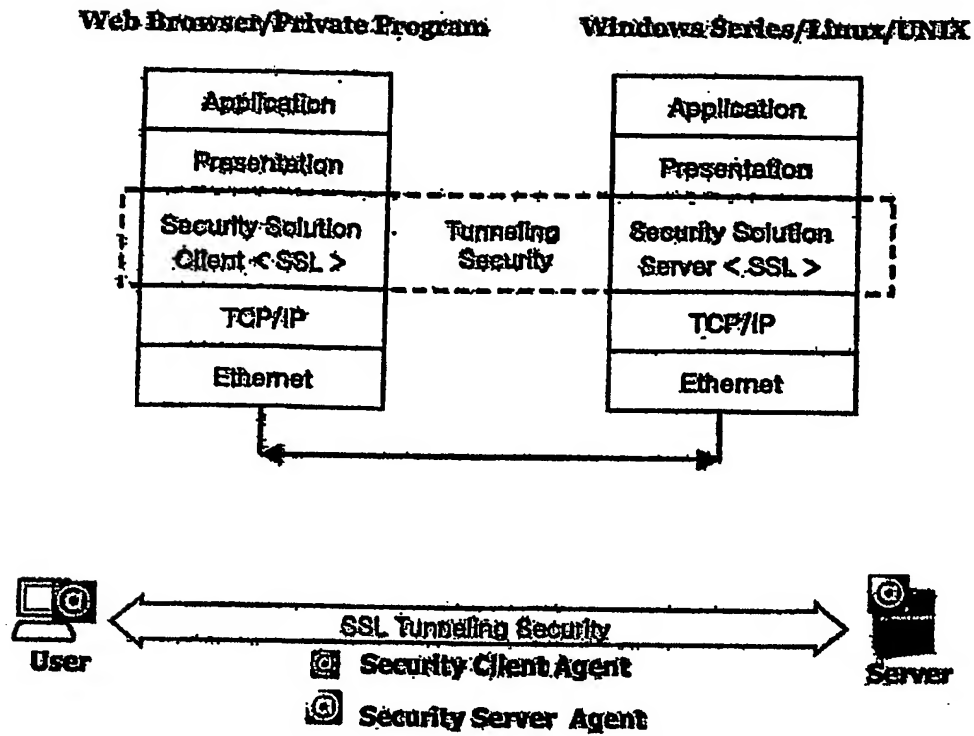 Web Browser/Private Program
Windows Series/Linux/UNIX
Application
Presentation
Security Solution
Client < SSL >
TCP/IP
Ethernet
Tunneling
Security
Application
Presentation
Security Solution
Server < SSL >
TCP/IP
Ethernet
SSL Tunneling Security
User
Server
Security Client Agent
Security Server Agent